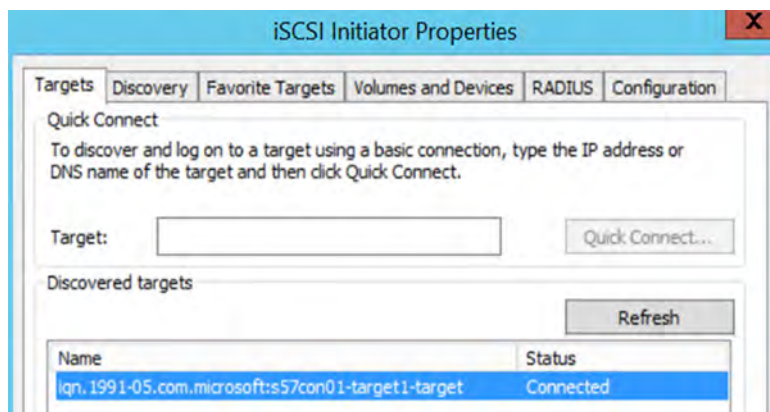 iSCSI Initiator Properties
X
Targets Discovery Favorite Targets Volumes and Devices RADIUS Configuration
Quick Connect
To discover and log on to a target using a basic connection, type the IP address or
DNS name of the target and then click Quick Connect.
Target: Quick Connect...
Discovered targets
Refresh
Name Status
iqn.1991-05.com.microsoft:s57con01-target1-target Connected